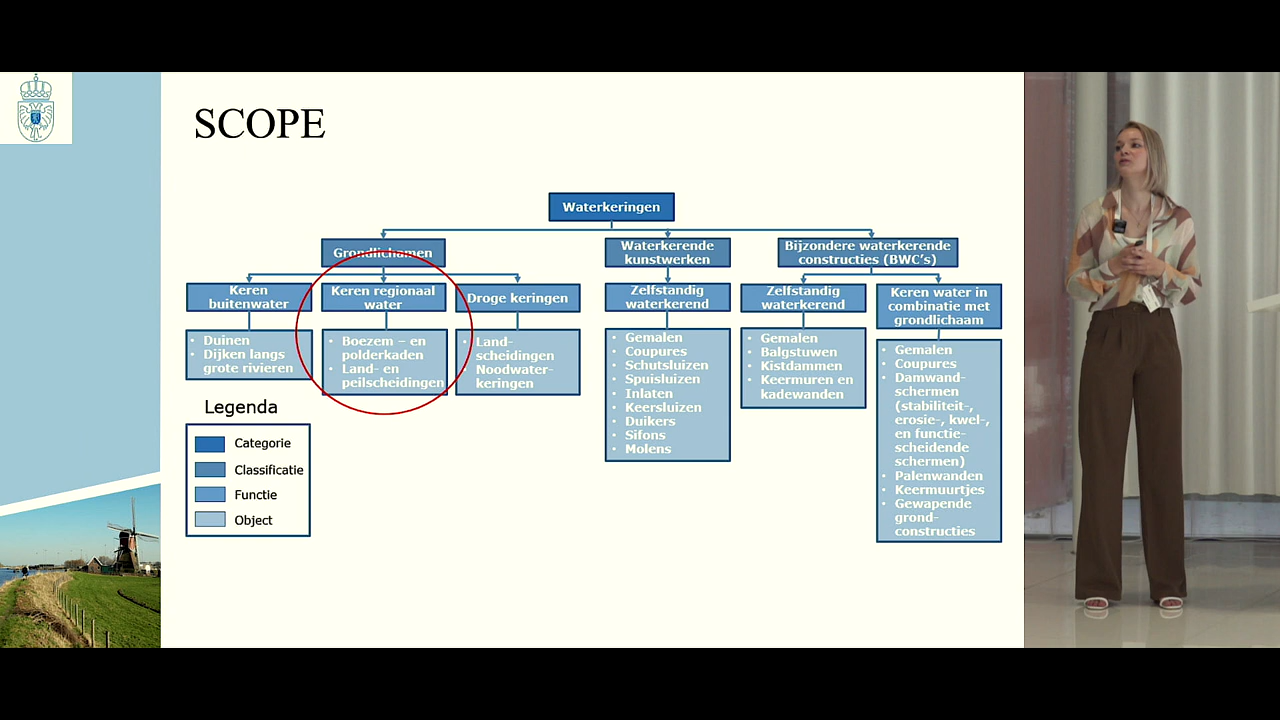 SCOPE
Waterkeringen
Grondlichamen
Waterkerende
kunstwerken
Bijzondere waterkerende
constructies (BWC's)
Keren
buitenwater
Keren regionaal
water
Droge keringen
Zelfstandig
waterkerend
Zelfstandig
waterkerend
Keren water in
combinatie met
grondlichaam
• Duinen
• Dijken langs
grote rivieren
• Boezem – en
polderkaden
• Land- en
peilscheidingen
• Land-
scheidingen
• Noodwater-
keringen
• Gemalen
• Coupures
• Schutsluizen
• Spuisluizen
• Inlaten
• Keersluizen
• Duikers
• Sifons
• Molens
• Gemalen
• Balgstuwen
• Kistdammen
• Keermuren en
kadewanden
• Gemalen
• Coupures
• Damwand-
schermen
(stabiliteit-,
erosie-, kwel-,
en functie-
scheidende
schermen)
• Palenwanden
• Keermuurtjes
• Gewapende
grond-
constructies
Legenda
Categorie
Classificatie
Functie
Object